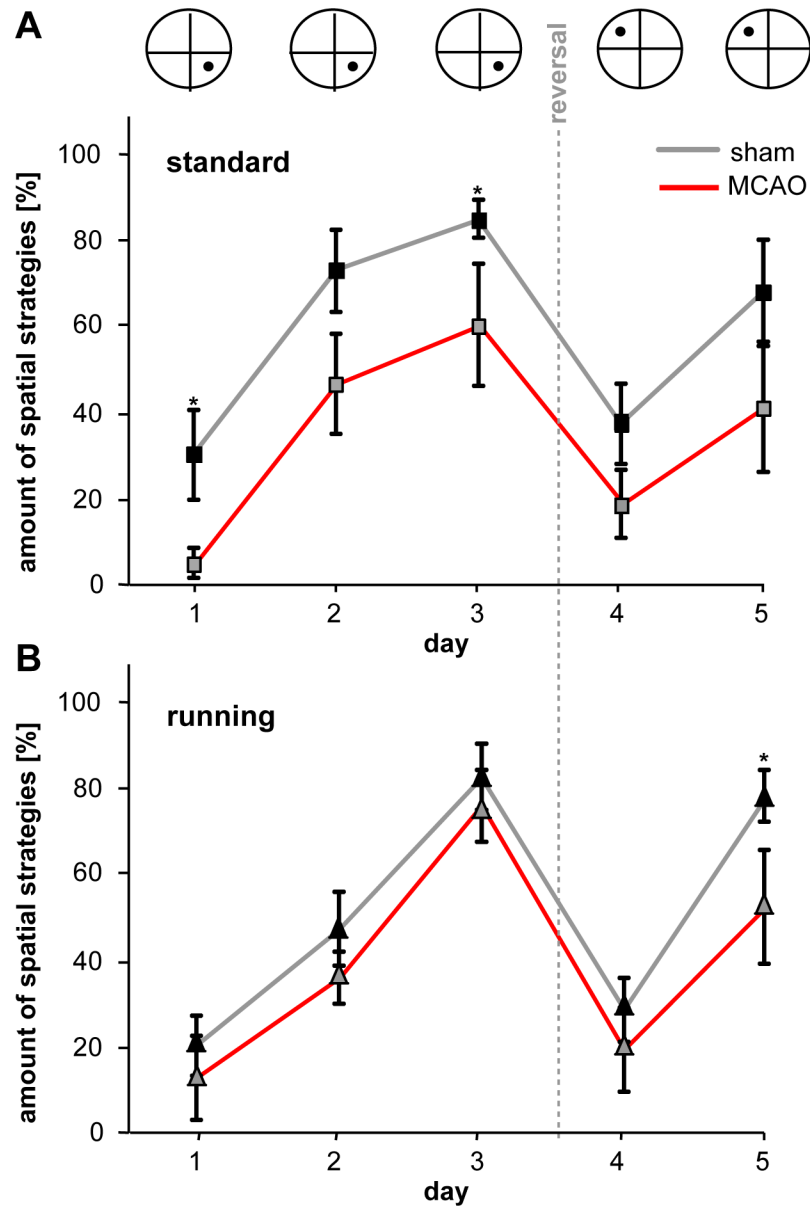 A
reversal
standard
sham
MCAO
*
*
amount of spatial strategies [%]
100
80
60
40
20
0
1 2 3 4 5
day
B
running
*
amount of spatial strategies [%]
100
80
60
40
20
0
1 2 3 4 5
day